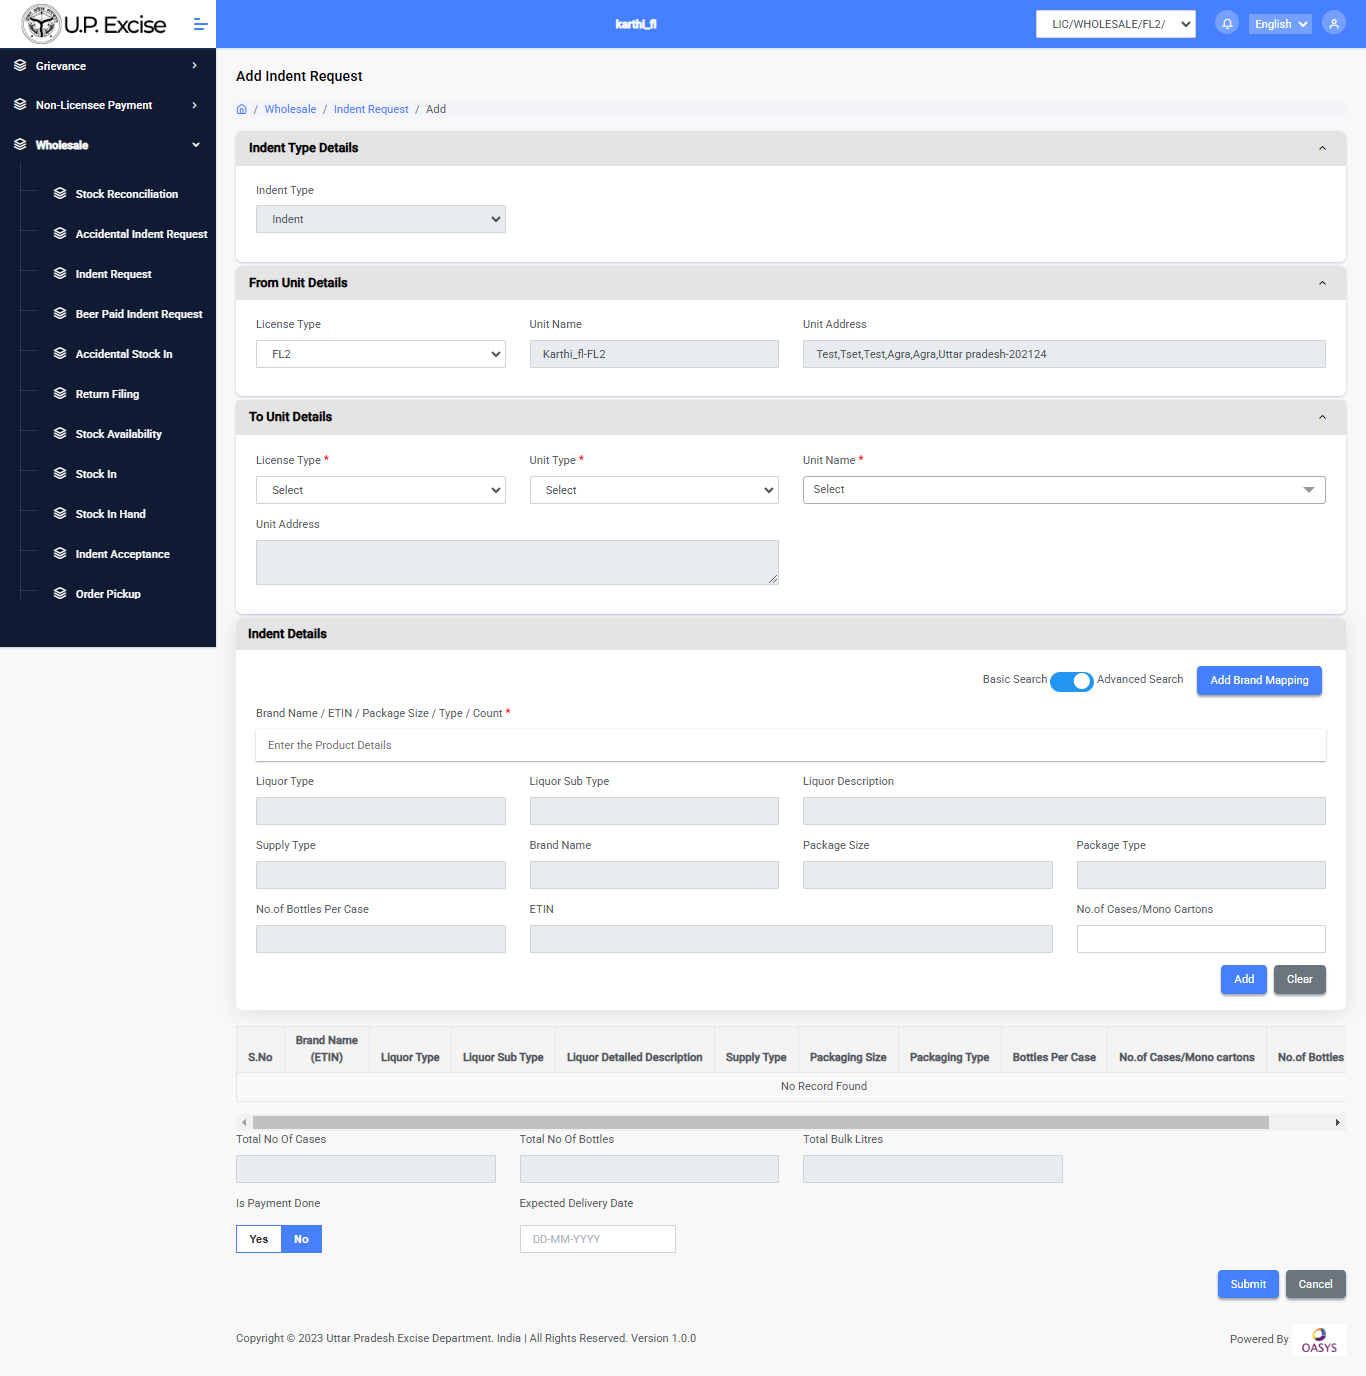 U.P. Excise
karthi_fl
LIC/WHOLESALE/FL2/
English
Grievance
Non-Licensee Payment
Wholesale
Stock Reconciliation
Accidental Indent Request
Indent Request
Beer Paid Indent Request
Accidental Stock In
Return Filing
Stock Availability
Stock In
Stock In Hand
Indent Acceptance
Order Pickup
Add Indent Request
/ Wholesale / Indent Request / Add
Indent Type Details
Indent Type
Indent
From Unit Details
License Type Unit Name Unit Address
FL2 Karthi_fl-FL2 Test,Tset,Test,Agra,Agra,Uttar pradesh-202124
To Unit Details
License Type * Unit Type * Unit Name *
Select Select Select
Unit Address
Indent Details
Basic Search Advanced Search Add Brand Mapping
Brand Name / ETIN / Package Size / Type / Count *
Enter the Product Details
Liquor Type Liquor Sub Type Liquor Description
Supply Type Brand Name Package Size Package Type
No.of Bottles Per Case ETIN No.of Cases/Mono Cartons
Add Clear
S.No Brand Name (ETIN) Liquor Type Liquor Sub Type Liquor Detailed Description Supply Type Packaging Size Packaging Type Bottles Per Case No.of Cases/Mono cartons No.of Bottles
No Record Found
Total No Of Cases Total No Of Bottles Total Bulk Litres
Is Payment Done Expected Delivery Date
Yes No DD-MM-YYYY
Submit Cancel
Copyright © 2023 Uttar Pradesh Excise Department. India | All Rights Reserved. Version 1.0.0
Powered By OASYS